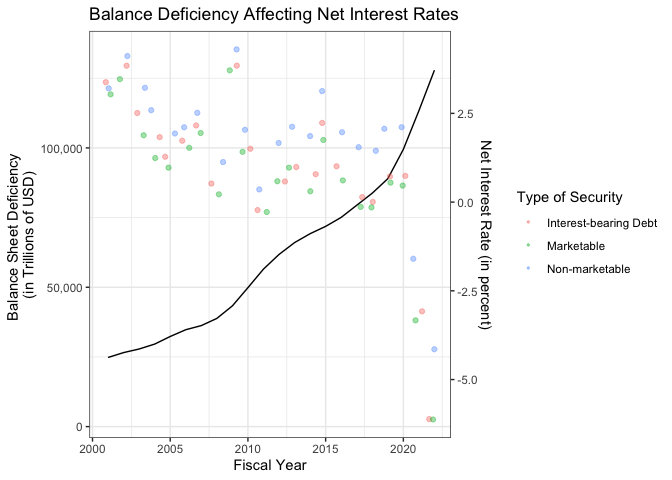 Balance Deficiency Affecting Net Interest Rates
Balance Sheet Deficiency
(in Trillions of USD)
100,000
50,000
0
2.5
0.0
-2.5
-5.0
Net Interest Rate (in percent)
2000
2005
2010
2015
2020
Fiscal Year
Type of Security
Interest-bearing Debt
Marketable
Non-marketable